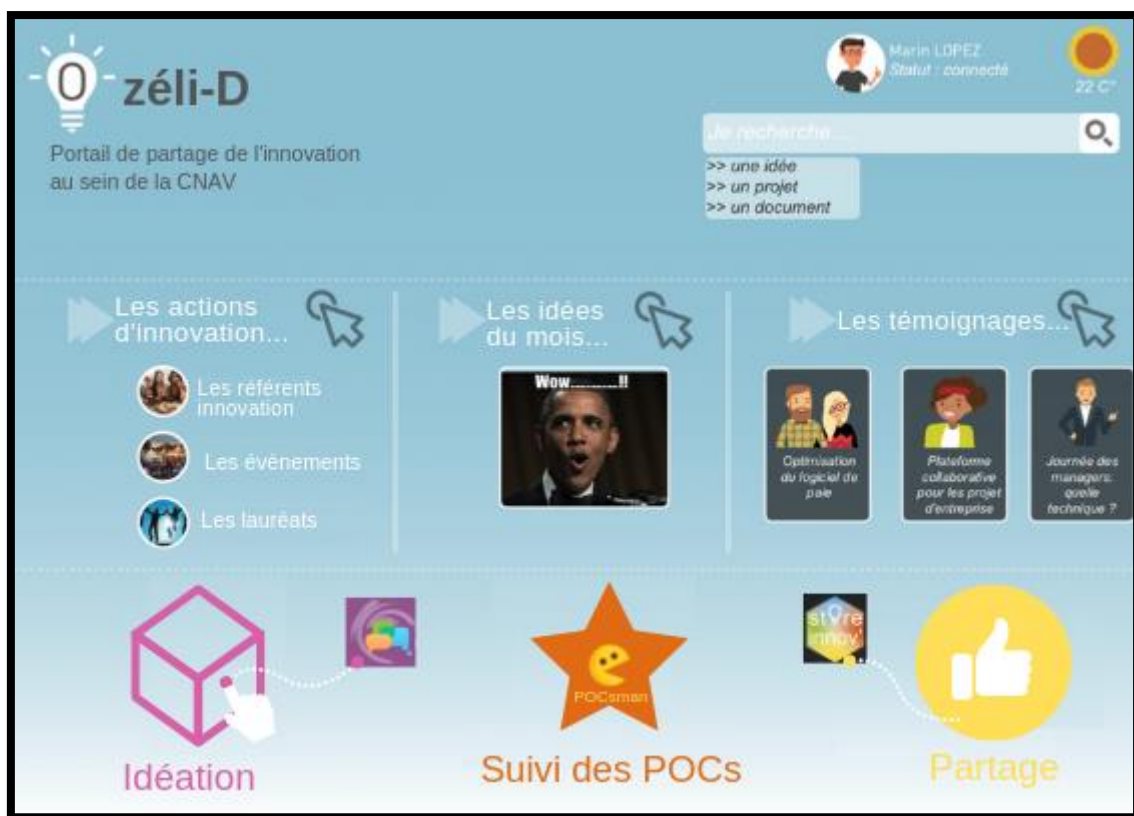 O zéli-D
Portail de partage de l'innovation
au sein de la CNAV
Marin LOPEZ
Statut : connecté
22 C°
Je recherche...
>> une idée
>> un projet
>> un document
Les actions
d'innovation...
Les référents
innovation
Les évènements
Les lauréats
Les idées
du mois...
Wow............!!
Les témoignages...
Optimisation
du logiciel de
paie
Plateforme
collaborative
pour les projet
d'entreprise
Journée des
managers:
quelle
technique ?
Idéation
POCsman
Suivi des POCs
store
innov'
Partage